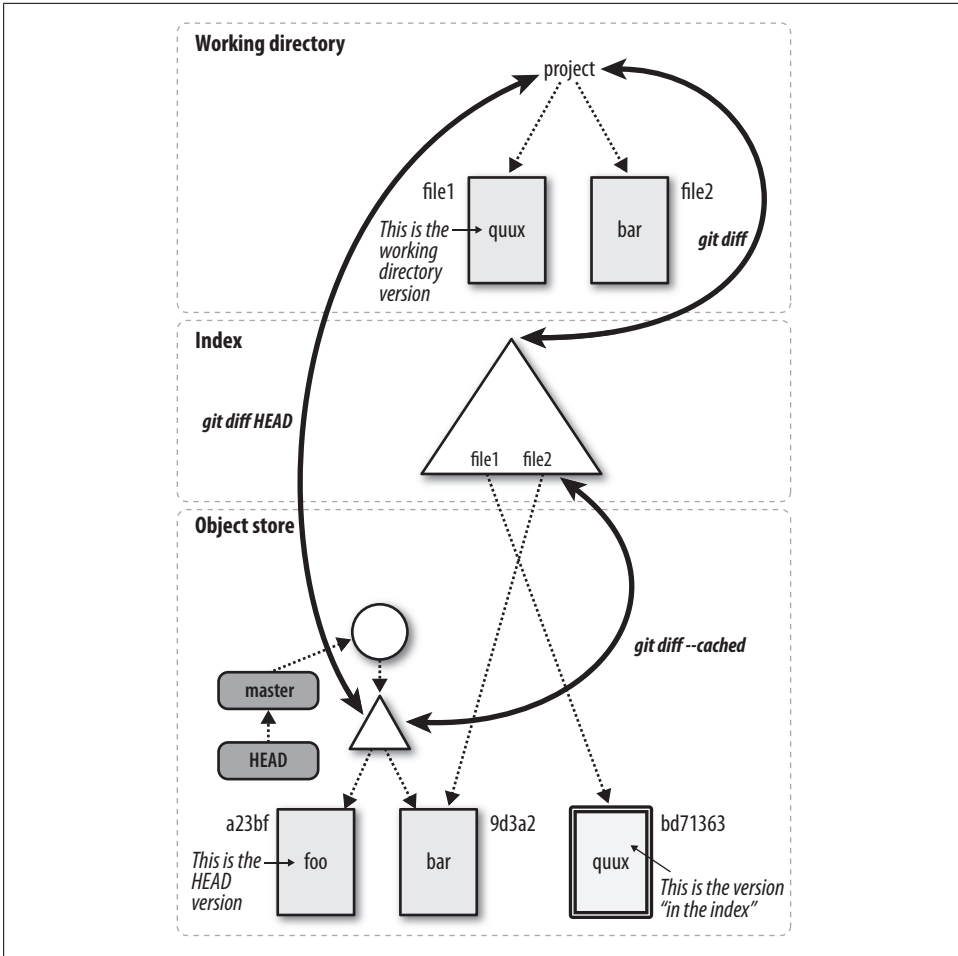 Working directory
project
file1
file2
This is the
working
directory
version
quux
bar
git diff
Index
git diff HEAD
file1 file2
Object store
git diff --cached
master
HEAD
a23bf
9d3a2
bd71363
This is the
HEAD
version
foo
bar
quux
This is the version
“in the index”